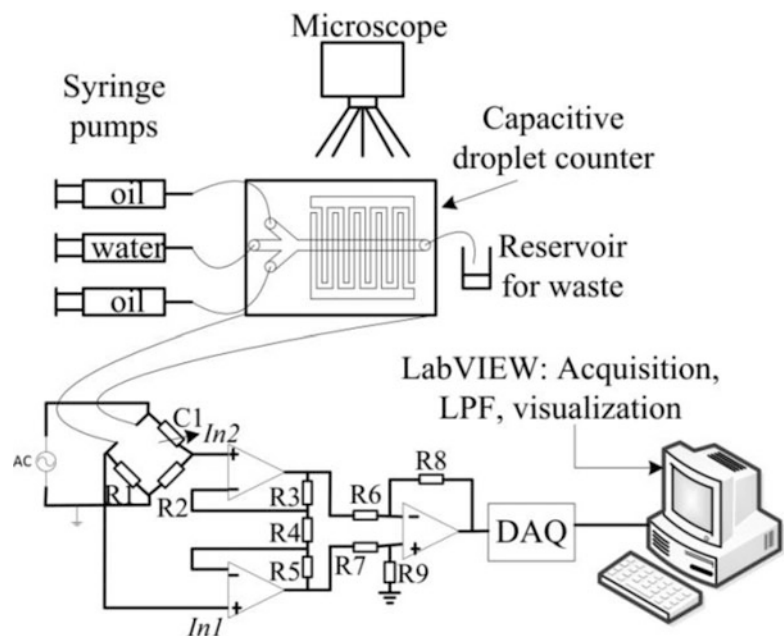 Microscope
Syringe
pumps
Capacitive
droplet counter
oil
water
oil
Reservoir
for waste
LabVIEW: Acquisition,
LPF, visualization
AC
C1
In2
R1
R2
R3
R4
R5
R6
R7
R8
R9
DAQ
In1